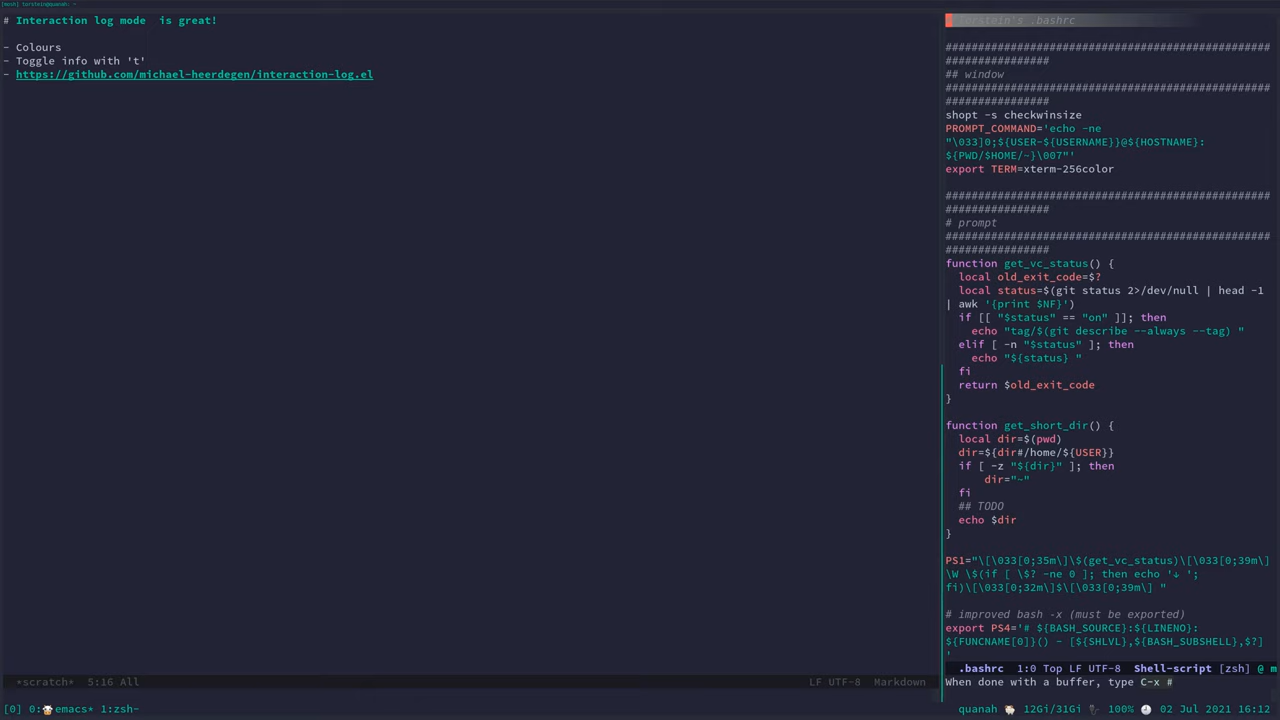 [mosh] torstein@quanah: ~
# Interaction log mode  is great!
- Colours
- Toggle info with 't'
- https://github.com/michael-heerdegen/interaction-log.el
*scratch*  5:16 All
LF UTF-8  Markdown
# Torstein's .bashrc
##################################################
################
## window
##################################################
################
shopt -s checkwinsize
PROMPT_COMMAND='echo -ne
"\033]0;${USER-${USERNAME}}@${HOSTNAME}:
${PWD/$HOME/~}\007"'
export TERM=xterm-256color
##################################################
################
# prompt
##################################################
################
function get_vc_status() {
  local old_exit_code=$?
  local status=$(git status 2>/dev/null | head -1
| awk '{print $NF}')
  if [[ "$status" == "on" ]]; then
    echo "tag/$(git describe --always --tag) "
  elif [ -n "$status" ]; then
    echo "${status} "
  fi
  return $old_exit_code
}
function get_short_dir() {
  local dir=$(pwd)
  dir=${dir#/home/${USER}}
  if [ -z "${dir}" ]; then
      dir="~"
  fi
  ## TODO
  echo $dir
}
PS1="\[\033[0;35m\]\$(get_vc_status)\[\033[0;39m\]
\W \$(if [ \$? -ne 0 ]; then echo '↓ ';
fi)\[\033[0;32m\]$\[\033[0;39m\] "
# improved bash -x (must be exported)
export PS4='# ${BASH_SOURCE}:${LINENO}:
${FUNCNAME[0]}() - [${SHLVL},${BASH_SUBSHELL},$?]
'
.bashrc  1:0 Top LF UTF-8  Shell-script [zsh] @ m
When done with a buffer, type C-x #
[0] 0:🐮emacs* 1:zsh-
quanah 🐑 12Gi/31Gi 🔌 100% 🕓 02 Jul 2021 16:12